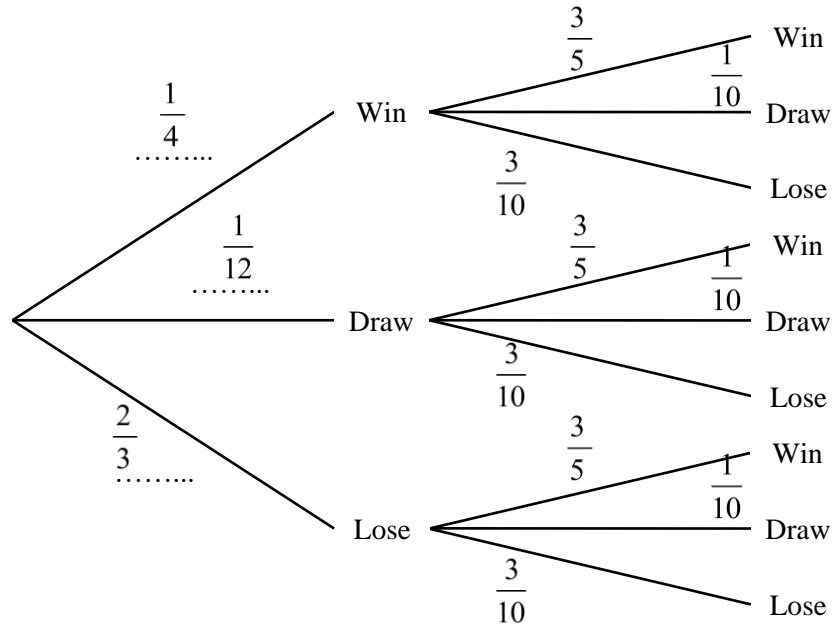 3/5
Win
1/10
1/4
………...
Win
Draw
3/10
Lose
1/12
………...
3/5
Win
1/10
Draw
Draw
3/10
Lose
2/3
………...
3/5
Win
1/10
Lose
Draw
3/10
Lose